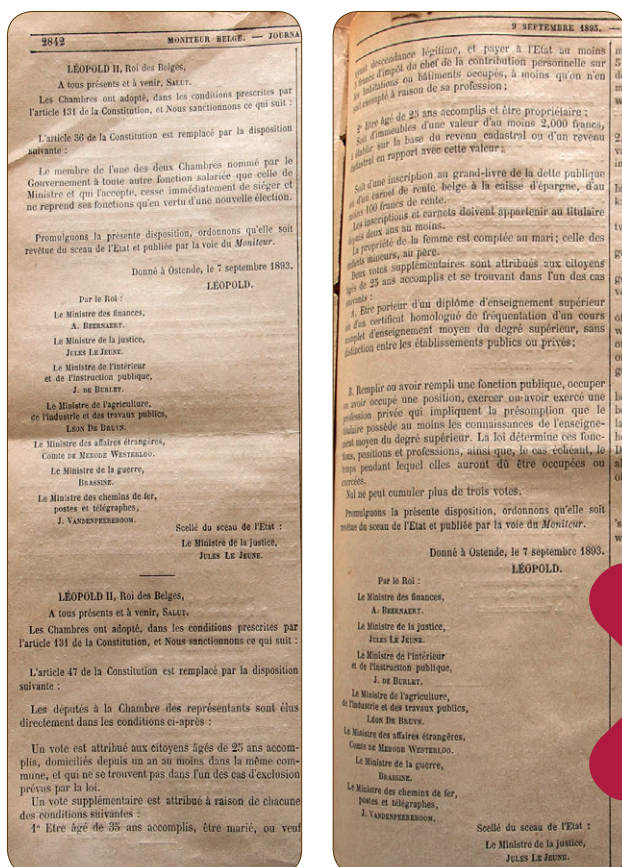 2842
MONITEUR BELGE. — JOURNA
LÉOPOLD II, Roi des Belges,
A tous présents et à venir, SALUT.
Les Chambres ont adopté, dans les conditions prescrites par
l'article 131 de la Constitution, et Nous sanctionnons ce qui suit :
L'article 36 de la Constitution est remplacé par la disposition
suivante :
Le membre de l'une des deux Chambres nommé par le
Gouvernement à toute autre fonction salariée que celle de
Ministre et qui l'accepte, cesse immédiatement de siéger et
ne reprend ses fonctions qu'en vertu d'une nouvelle élection.
Promulguons la présente disposition, ordonnons qu'elle soit
revêtue du sceau de l'Etat et publiée par la voie du Moniteur.
Donné à Ostende, le 7 septembre 1893.
LÉOPOLD.
Par le Roi :
Le Ministre des finances,
A. BEERNAERT.
Le Ministre de la justice,
JULES LE JEUNE.
Le Ministre de l'intérieur
et de l'instruction publique,
J. DE BURLET.
Le Ministre de l'agriculture,
de l'industrie et des travaux publics,
LÉON DE BRUYN.
Le Ministre des affaires étrangères,
COMTE DE MERODE WESTERLOO.
Le Ministre de la guerre,
BRASSINE.
Le Ministre des chemins de fer,
postes et télégraphes,
J. VANDENPEEREBOOM.
Scellé du sceau de l'Etat :
Le Ministre de la justice,
JULES LE JEUNE.
LÉOPOLD II, Roi des Belges,
A tous présents et à venir, SALUT.
Les Chambres ont adopté, dans les conditions prescrites par
l'article 131 de la Constitution, et Nous sanctionnons ce qui suit :
L'article 47 de la Constitution est remplacé par la disposition
suivante :
Les députés à la Chambre des représentants sont élus
directement dans les conditions ci-après :
Un vote est attribué aux citoyens âgés de 25 ans accom-
plis, domiciliés depuis un an au moins dans la même com-
mune, et qui ne se trouvent pas dans l'un des cas d'exclusion
prévus par la loi.
Un vote supplémentaire est attribué à raison de chacune
des conditions suivantes :
1° Etre âgé de 35 ans accomplis, être marié, ou veuf
9 SEPTEMBRE 1893. —
descendance légitime, et payer à l'Etat au moins
francs d'impôt du chef de la contribution personnelle sur
habitations ou bâtiments occupés, à moins qu'on n'en
exempté à raison de sa profession ;
2° Etre âgé de 25 ans accomplis et être propriétaire :
Soit d'immeubles d'une valeur d'au moins 2,000 francs,
à établir sur la base du revenu cadastral ou d'un revenu
cadastral en rapport avec cette valeur ;
Soit d'une inscription au grand-livre de la dette publique
ou d'un carnet de rente belge à la caisse d'épargne, d'au
moins 100 francs de rente.
Les inscriptions et carnets doivent appartenir au titulaire
depuis deux ans au moins.
La propriété de la femme est comptée au mari ; celle des
enfants mineurs, au père.
Deux votes supplémentaires sont attribués aux citoyens
âgés de 25 ans accomplis et se trouvant dans l'un des cas
suivants :
A. Etre porteur d'un diplôme d'enseignement supérieur
ou d'un certificat homologué de fréquentation d'un cours
complet d'enseignement moyen du degré supérieur, sans
distinction entre les établissements publics ou privés ;
B. Remplir ou avoir rempli une fonction publique, occuper
ou avoir occupé une position, exercer ou avoir exercé une
profession privée qui impliquent la présomption que le
titulaire possède au moins les connaissances de l'enseigne-
ment moyen du degré supérieur. La loi détermine ces fonc-
tions, positions et professions, ainsi que, le cas échéant, le
temps pendant lequel elles auront dû être occupées ou
exercées.
Nul ne peut cumuler plus de trois votes.
Promulguons la présente disposition, ordonnons qu'elle soit
revêtue du sceau de l'Etat et publiée par la voie du Moniteur.
Donné à Ostende, le 7 septembre 1893.
LÉOPOLD.
Par le Roi :
Le Ministre des finances,
A. BEERNAERT.
Le Ministre de la justice,
JULES LE JEUNE.
Le Ministre de l'intérieur
et de l'instruction publique,
J. DE BURLET.
Le Ministre de l'agriculture,
de l'industrie et des travaux publics,
LÉON DE BRUYN.
Le Ministre des affaires étrangères,
COMTE DE MERODE WESTERLOO.
Le Ministre de la guerre,
BRASSINE.
Le Ministre des chemins de fer,
postes et télégraphes,
J. VANDENPEEREBOOM.
Scellé du sceau de l'Etat :
Le Ministre de la justice,
JULES LE JEUNE.